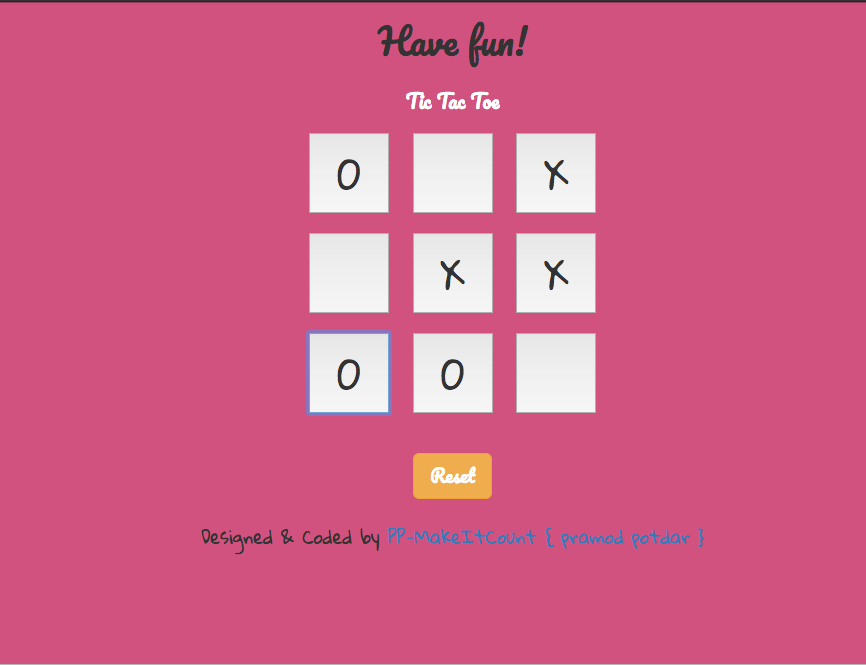 Have fun!
Tic Tac Toe
O X
X X
O O
Reset
Designed & Coded by PP-MakeItCount { pramod potdar }